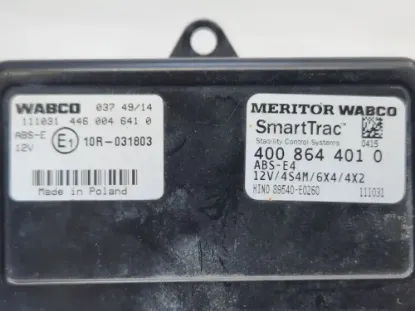 WABCO 037 49/14
111031 446 004 641 0
ABS-E
12V
E1 10R-031803
Made in Poland
MERITOR WABCO
SmartTrac™
Stability Control Systems 0415
400 864 401 0
ABS-E4
12V/4S4M/6X4/4X2
HINO 89540-E0260 111031